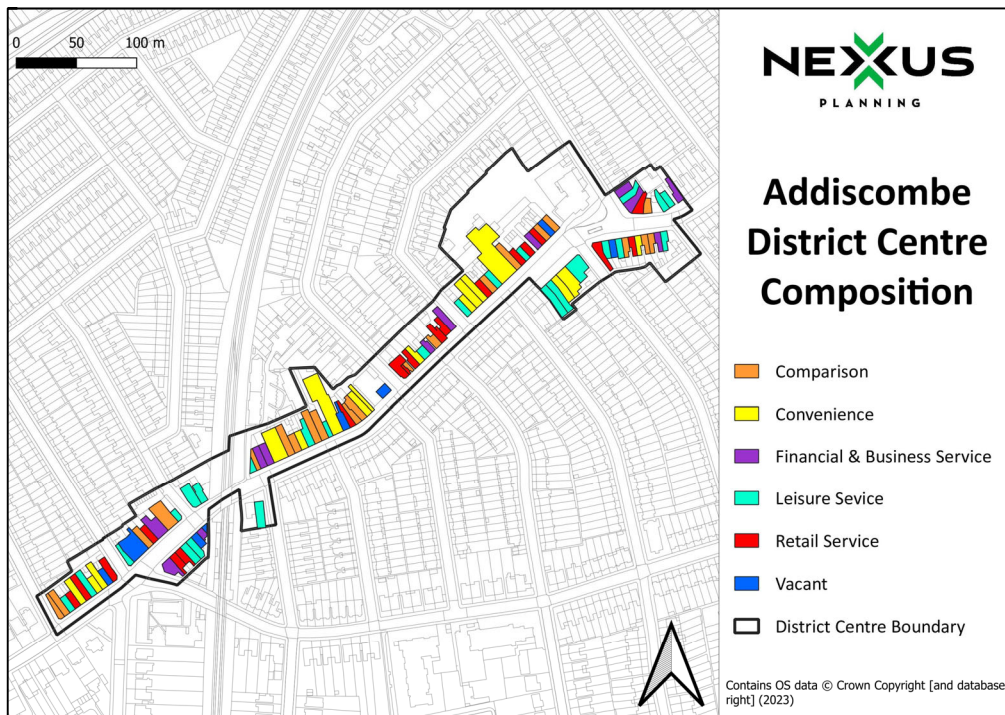 0 50 100 m
NEXUS
PLANNING
Addiscombe
District Centre
Composition
Comparison
Convenience
Financial & Business Service
Leisure Sevice
Retail Service
Vacant
District Centre Boundary
Contains OS data © Crown Copyright [and database
right] (2023)